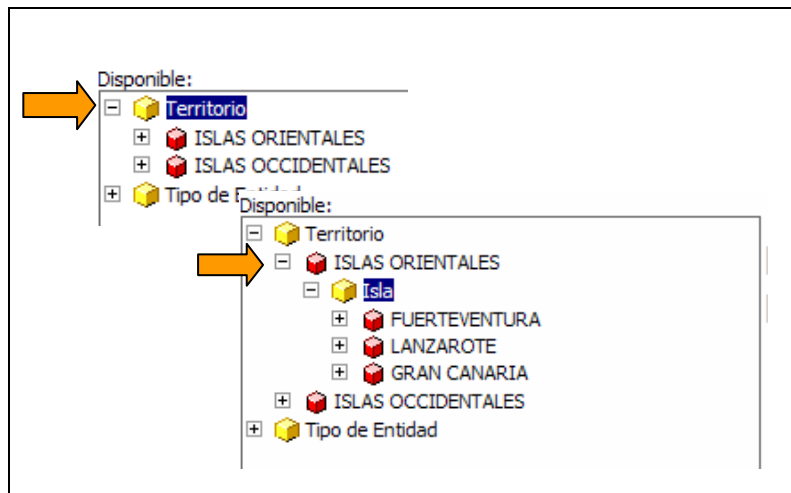 Disponible:
Territorio
ISLAS ORIENTALES
ISLAS OCCIDENTALES
Tipo de Entidad
Disponible:
Territorio
ISLAS ORIENTALES
Isla
FUERTEVENTURA
LANZAROTE
GRAN CANARIA
ISLAS OCCIDENTALES
Tipo de Entidad